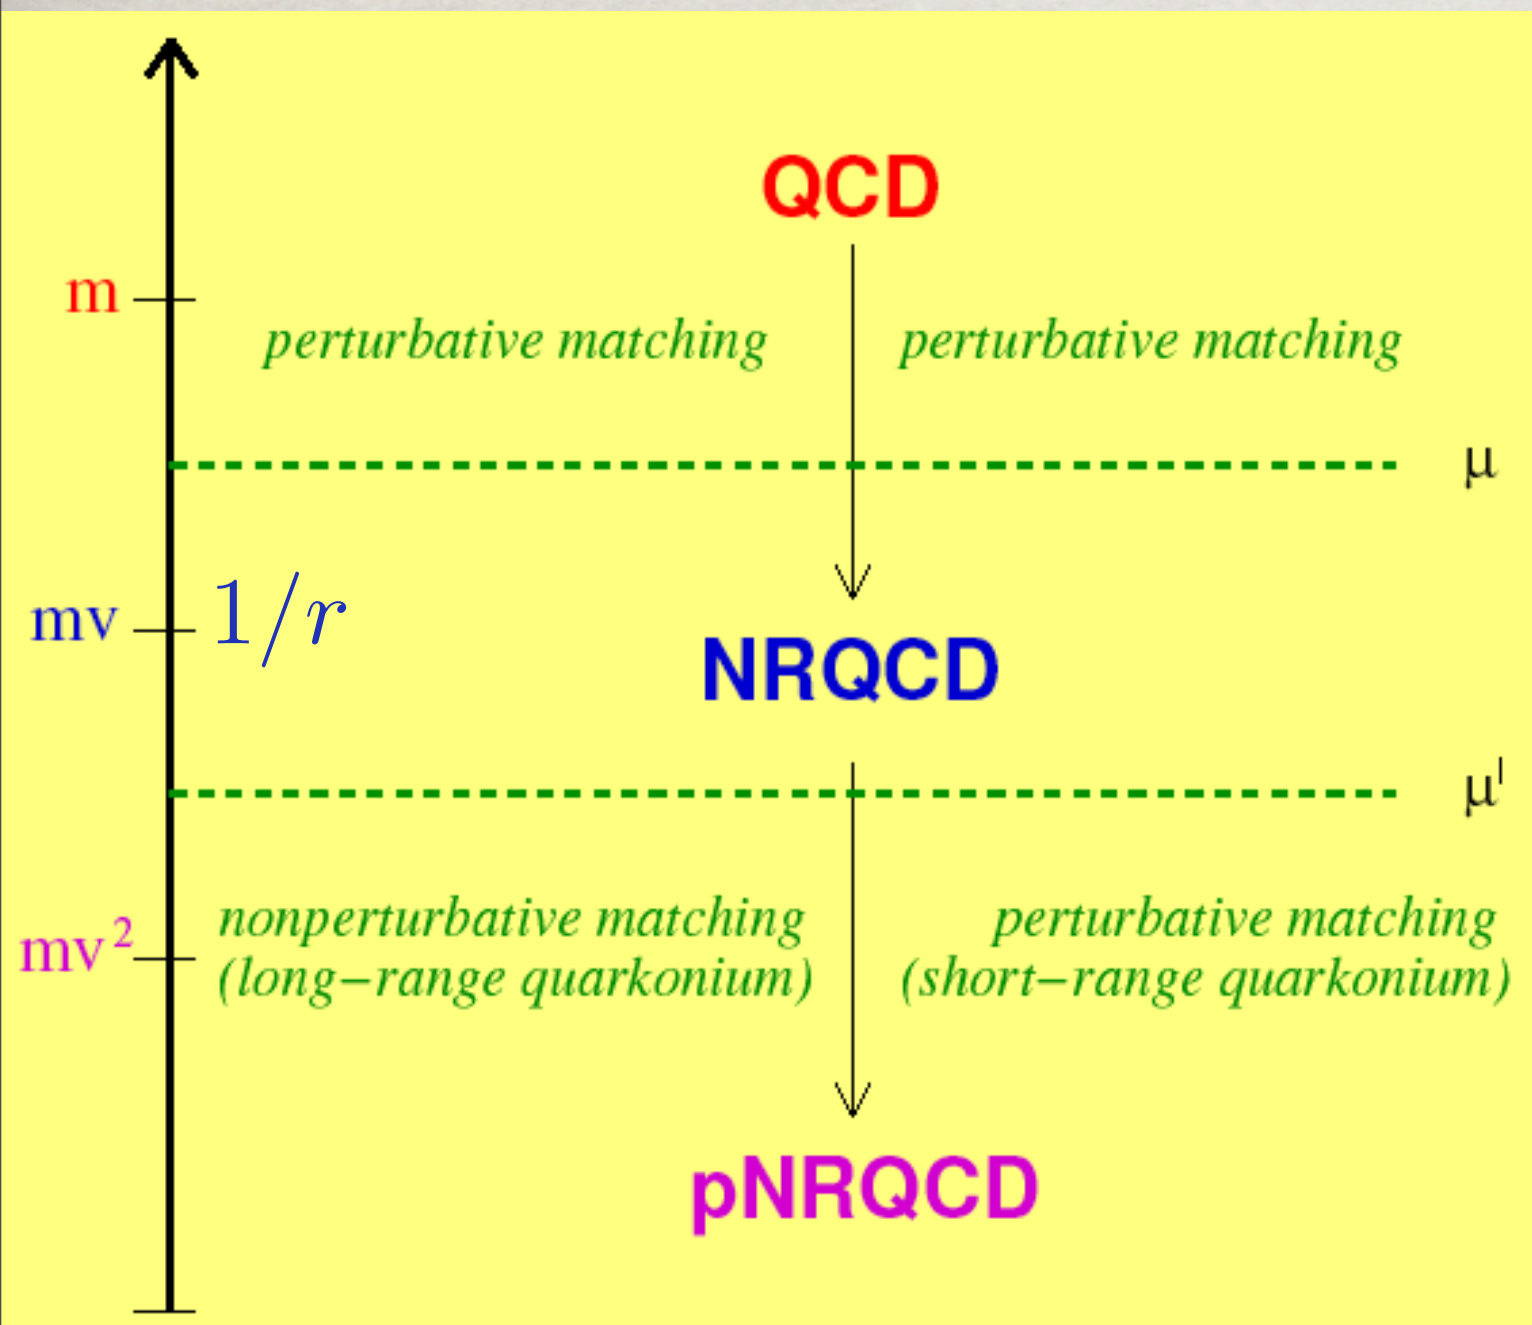 QCD
m
perturbative matching perturbative matching
μ
mv 1/r
NRQCD
μ'
nonperturbative matching perturbative matching
mv² (long−range quarkonium) (short−range quarkonium)
pNRQCD